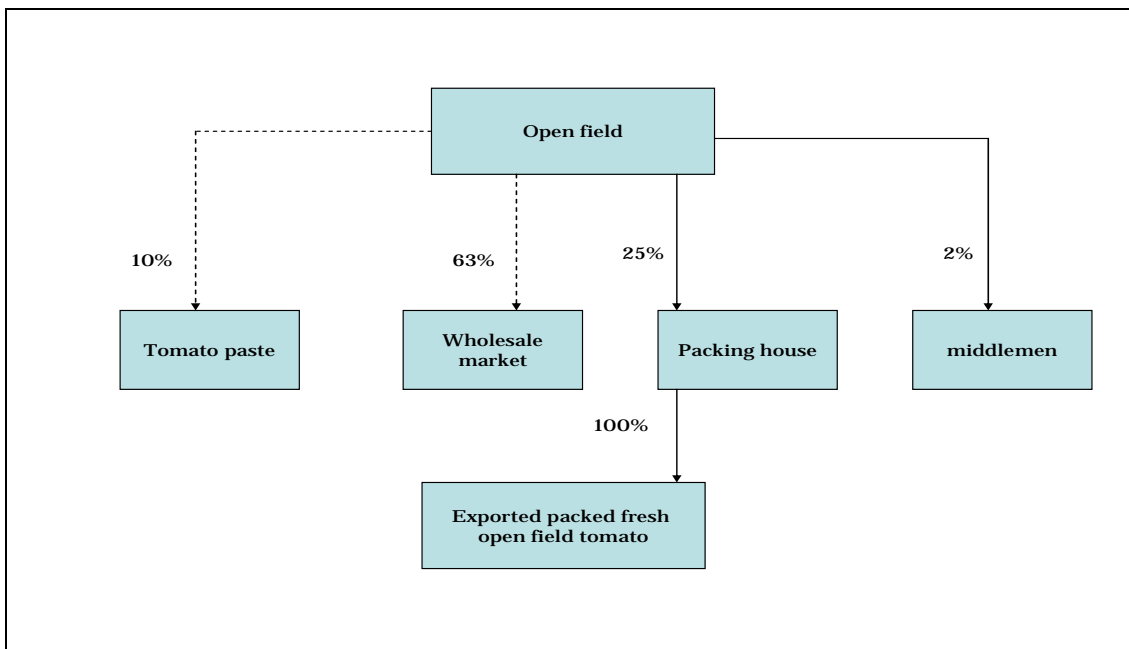 Open field
10%
63%
25%
2%
Tomato paste
Wholesale
market
Packing house
middlemen
100%
Exported packed fresh
open field tomato